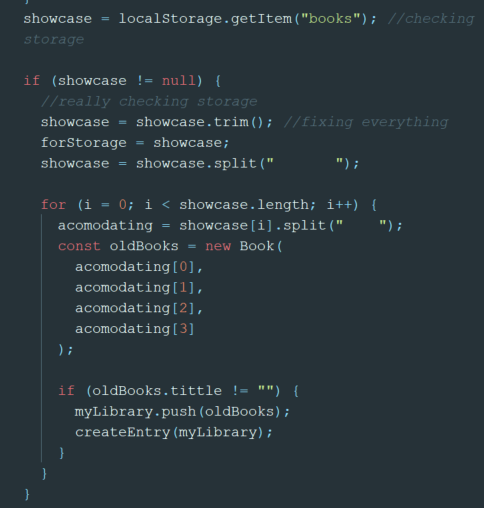 }
showcase = localStorage.getItem("books"); //checking
storage
if (showcase != null) {
//really checking storage
showcase = showcase.trim(); //fixing everything
forStorage = showcase;
showcase = showcase.split("        ");
for (i = 0; i < showcase.length; i++) {
acomodating = showcase[i].split("    ");
const oldBooks = new Book(
acomodating[0],
acomodating[1],
acomodating[2],
acomodating[3]
);
if (oldBooks.tittle != "") {
myLibrary.push(oldBooks);
createEntry(myLibrary);
}
}
}